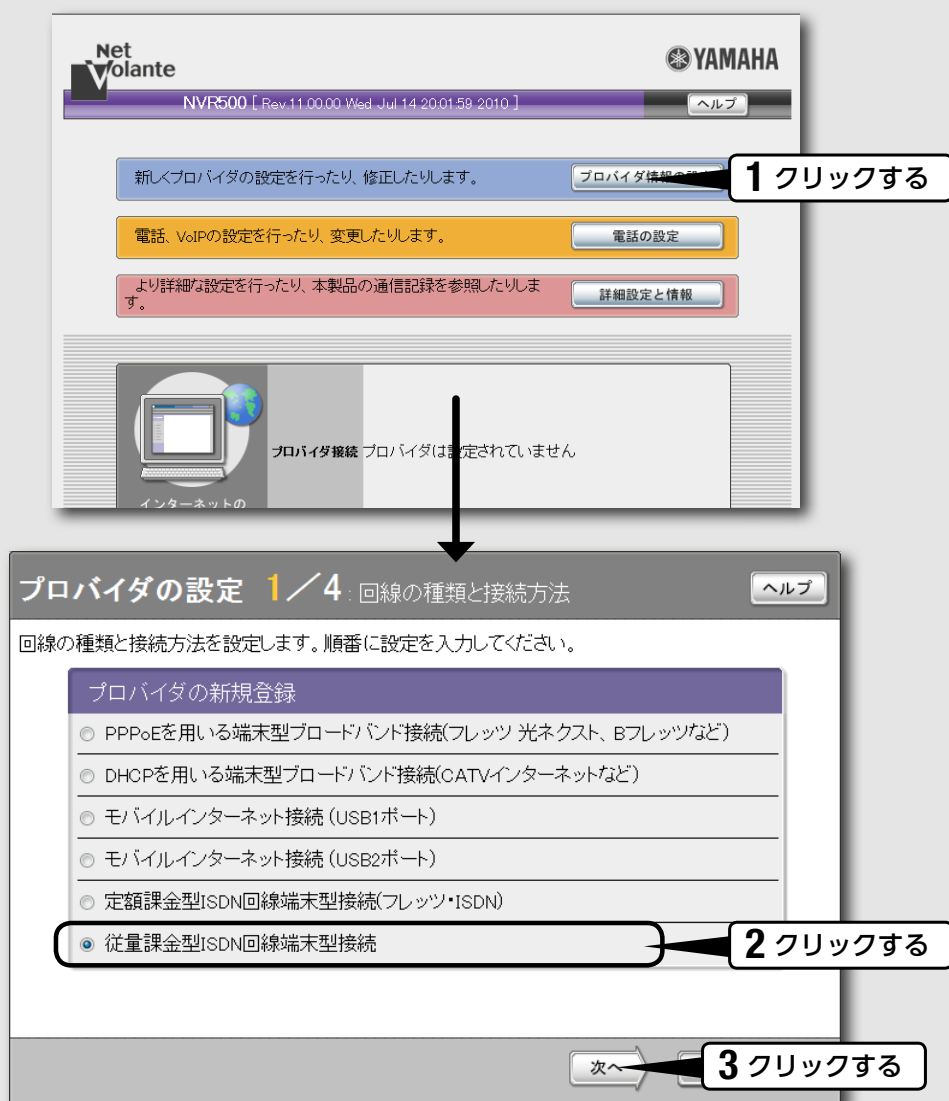 Net
Volante
YAMAHA
NVR500 [ Rev.11.00.00 Wed Jul 14 20:01:59 2010 ]
ヘルプ
新しくプロバイダの設定を行ったり、修正したりします。
プロバイダ情報の設定
1 クリックする
電話、VoIPの設定を行ったり、変更したりします。
電話の設定
より詳細な設定を行ったり、本製品の通信記録を参照したりしま
す。
詳細設定と情報
プロバイダ接続 プロバイダは設定されていません
インターネットの
プロバイダの設定 1／4 : 回線の種類と接続方法
ヘルプ
回線の種類と接続方法を設定します。順番に設定を入力してください。
プロバイダの新規登録
PPPoEを用いる端末型ブロードバンド接続(フレッツ 光ネクスト、Bフレッツなど)
DHCPを用いる端末型ブロードバンド接続(CATVインターネットなど)
モバイルインターネット接続 (USB1ポート)
モバイルインターネット接続 (USB2ポート)
定額課金型ISDN回線端末型接続(フレッツ・ISDN)
従量課金型ISDN回線端末型接続
2 クリックする
次へ
3 クリックする